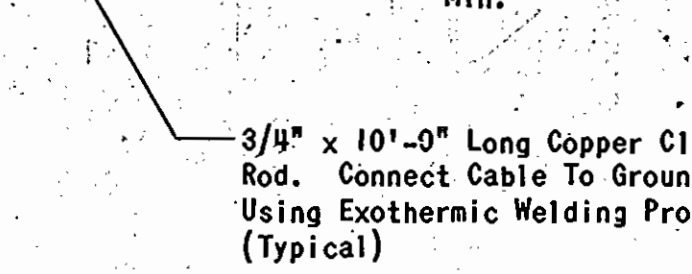 Min.
3/4" x 10'-0" Long Copper Cl
Rod. Connect Cable To Groun
Using Exothermic Welding Pro
(Typical)